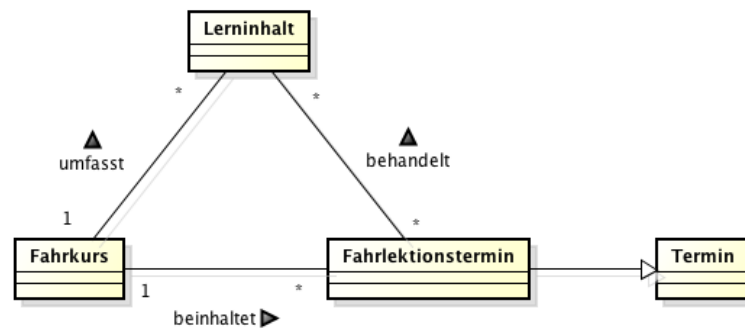 Lerninhalt
* *
umfasst
behandelt
1 *
Fahrkurs
Fahrlektionstermin
Termin
1 *
beinhaltet